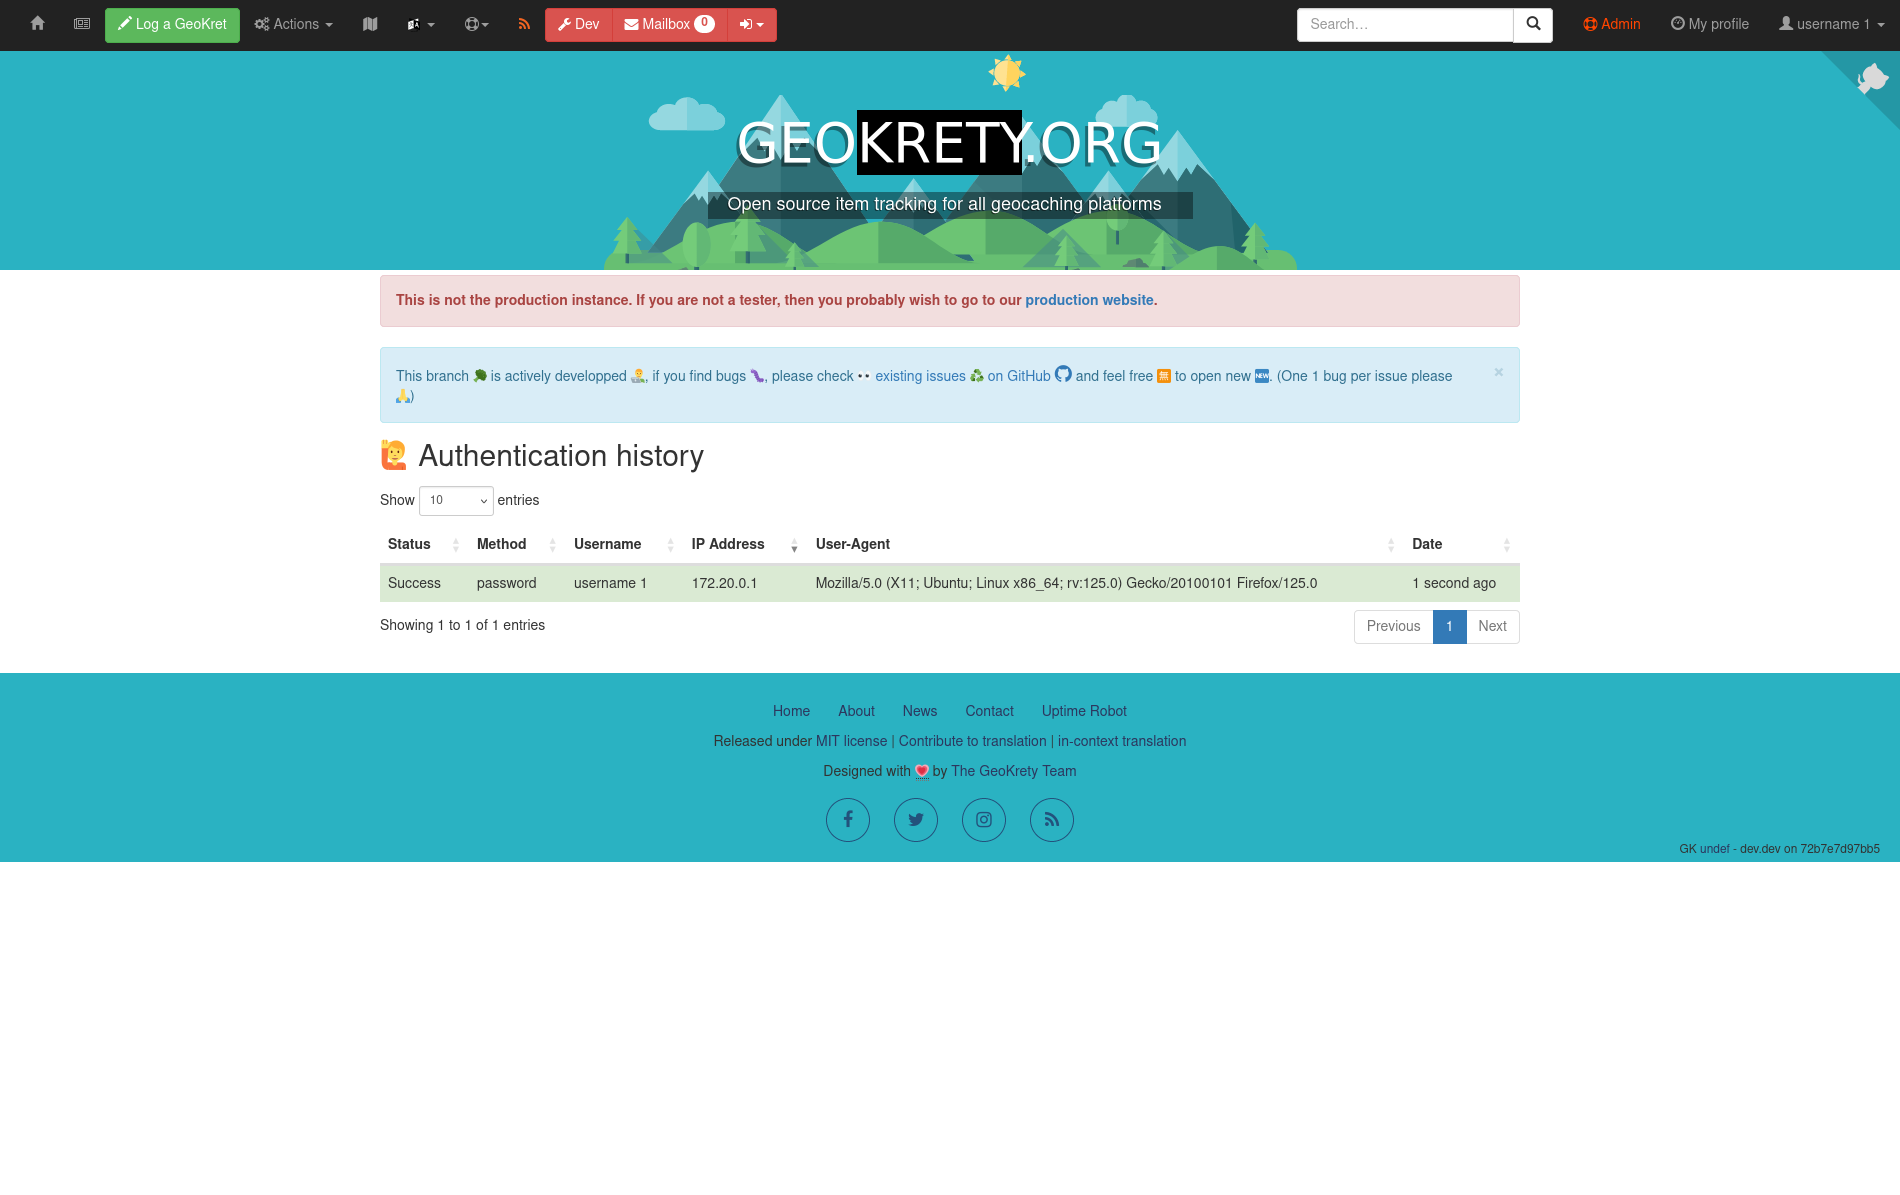 Log a GeoKret Actions Dev Mailbox 0 Search... Admin My profile username 1
GEOKRETY.ORG
Open source item tracking for all geocaching platforms
This is not the production instance. If you are not a tester, then you probably wish to go to our production website.
This branch 🥦 is actively developped 👷, if you find bugs 🐛, please check 👀 existing issues ♻ on GitHub and feel free 🈚 to open new 🆕. (One 1 bug per issue please
🙏)
🙋 Authentication history
Show 10 entries
Status Method Username IP Address User-Agent Date
Success password username 1 172.20.0.1 Mozilla/5.0 (X11; Ubuntu; Linux x86_64; rv:125.0) Gecko/20100101 Firefox/125.0 1 second ago
Showing 1 to 1 of 1 entries Previous 1 Next
Home About News Contact Uptime Robot
Released under MIT license | Contribute to translation | in-context translation
Designed with 💗 by The GeoKrety Team
GK undef - dev.dev on 72b7e7d97bb5